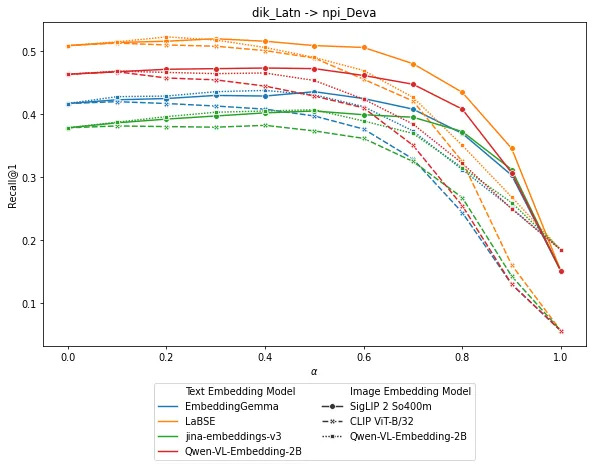 dik_Latn -> npi_Deva
0.5
0.4
0.3
0.2
0.1
Recall@1
0.0 0.2 0.4 0.6 0.8 1.0
α
Text Embedding Model
EmbeddingGemma
LaBSE
jina-embeddings-v3
Qwen-VL-Embedding-2B
Image Embedding Model
SigLIP 2 So400m
CLIP ViT-B/32
Qwen-VL-Embedding-2B